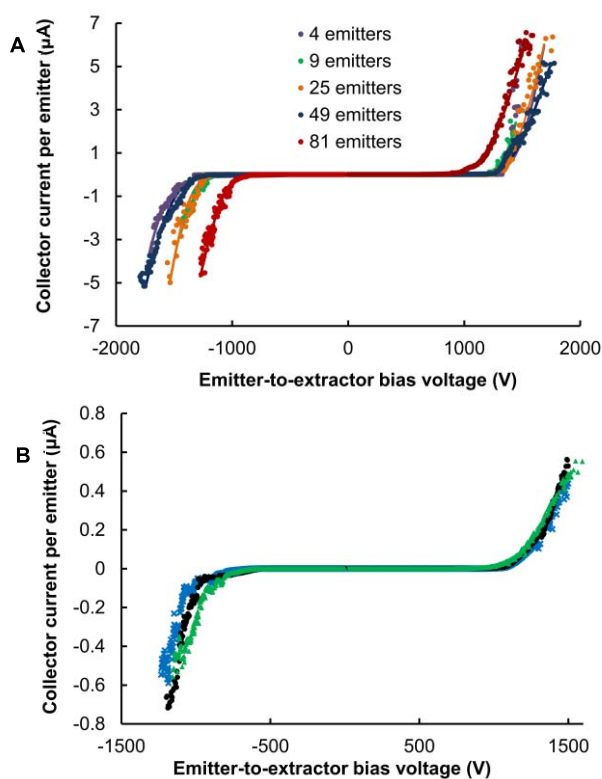 A
Collector current per emitter (µA)
7
5
3
1
-1
-3
-5
-7
4 emitters
9 emitters
25 emitters
49 emitters
81 emitters
-2000 -1000 0 1000 2000
Emitter-to-extractor bias voltage (V)
B
Collector current per emitter (µA)
0.8
0.6
0.4
0.2
0
-0.2
-0.4
-0.6
-0.8
-1500 -500 500 1500
Emitter-to-extractor bias voltage (V)